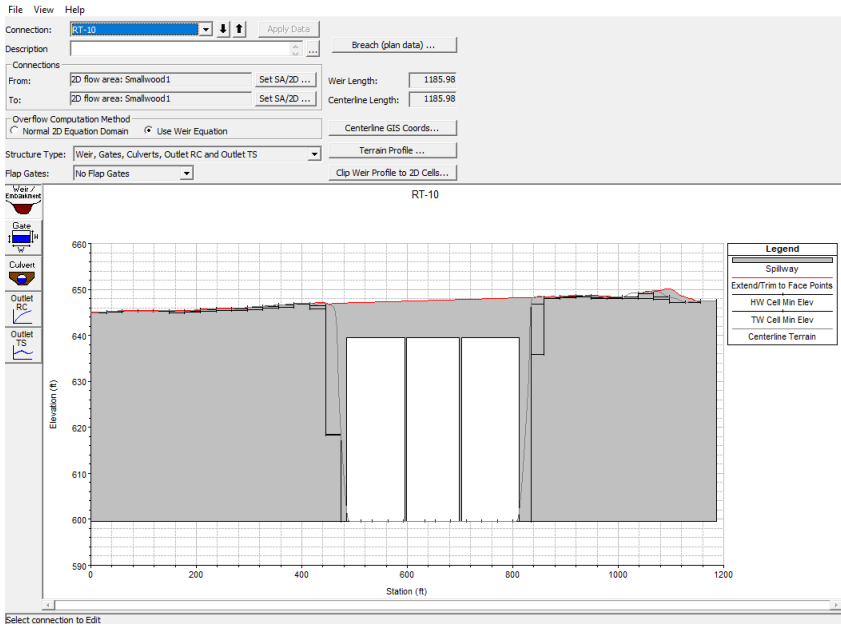 File View Help
Connection: RT-10 Apply Data
Description ... Breach (plan data) ...
Connections
From: 2D flow area: Smallwood1 Set SA/2D ... Weir Length: 1185.98
To: 2D flow area: Smallwood1 Set SA/2D ... Centerline Length: 1185.98
Overflow Computation Method
Normal 2D Equation Domain Use Weir Equation Centerline GIS Coords...
Structure Type: Weir, Gates, Culverts, Outlet RC and Outlet TS Terrain Profile ...
Flap Gates: No Flap Gates Clip Weir Profile to 2D Cells...
Weir /
Embankment
Gate
H
W
Culvert
Outlet
RC
Outlet
TS
RT-10
660
650
640
630
620
610
600
590
Elevation (ft)
0 200 400 600 800 1000 1200
Station (ft)
Legend
Spillway
Extend/Trim to Face Points
HW Cell Min Elev
TW Cell Min Elev
Centerline Terrain
Select connection to Edit